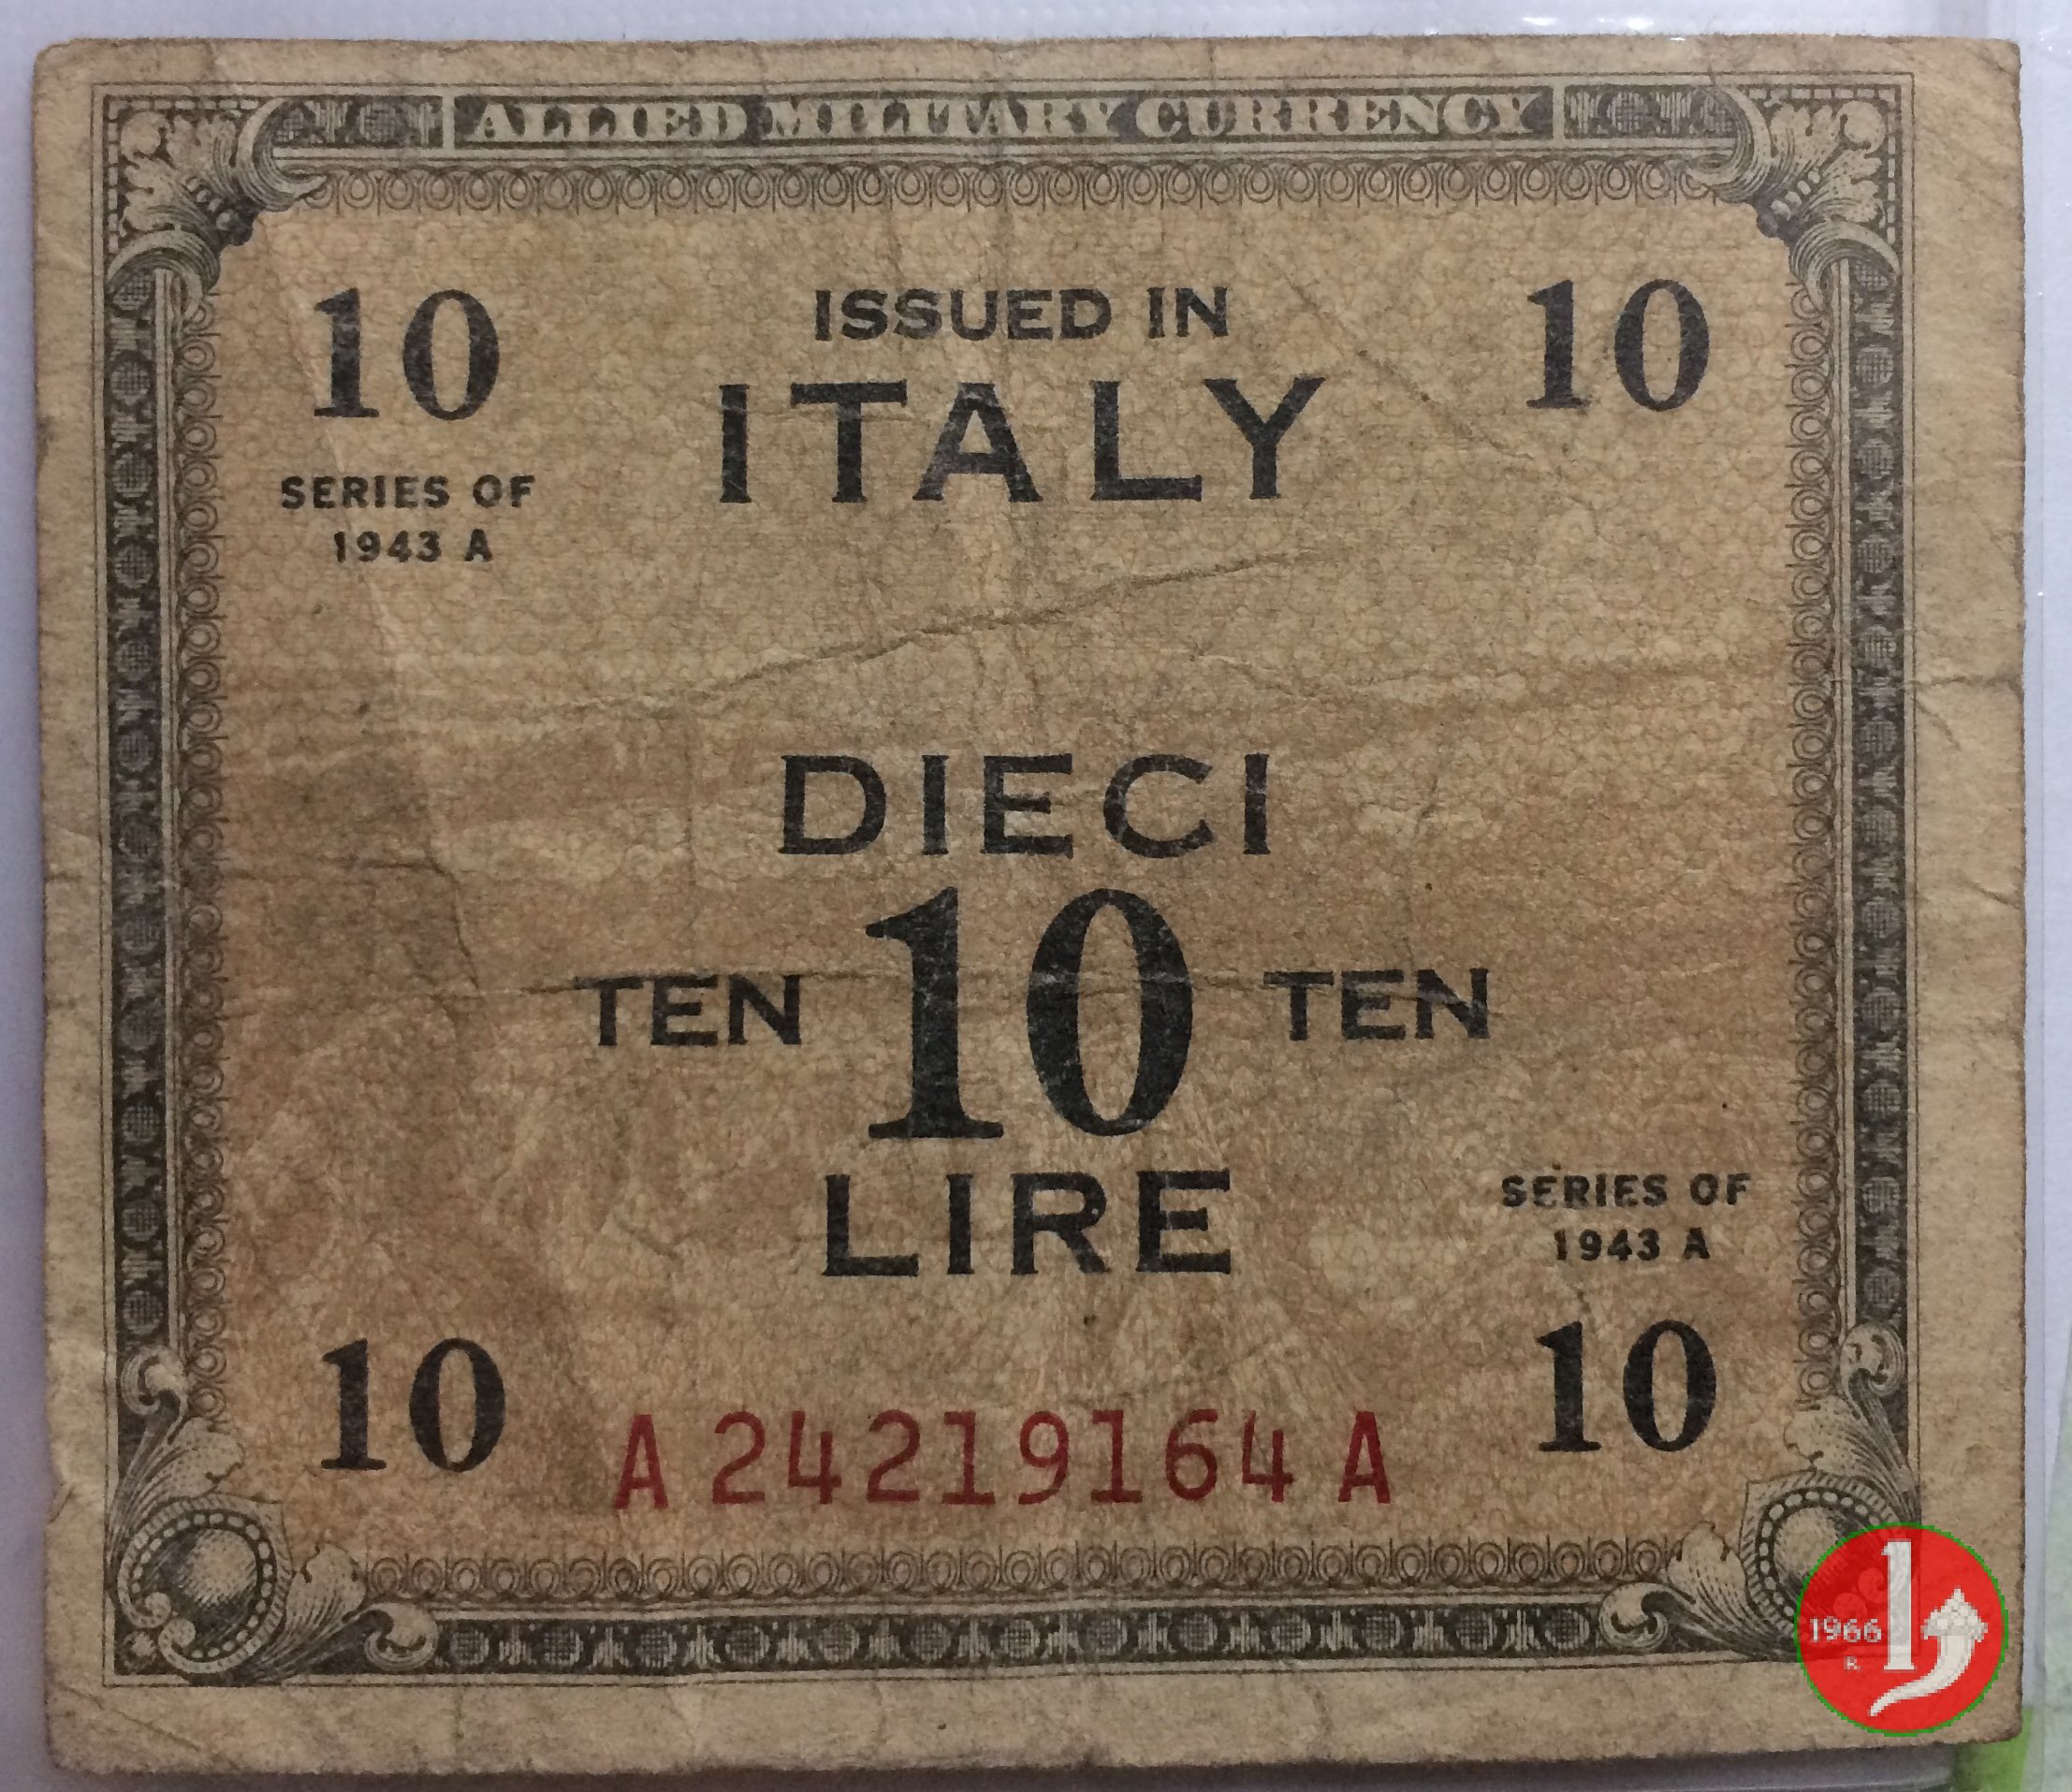 ALLIED MILITARY CURRENCY
10 ISSUED IN 10
ITALY
SERIES OF
1943 A
DIECI
TEN 10 TEN
LIRE
SERIES OF
1943 A
10 A 24219164 A 10
1966
R